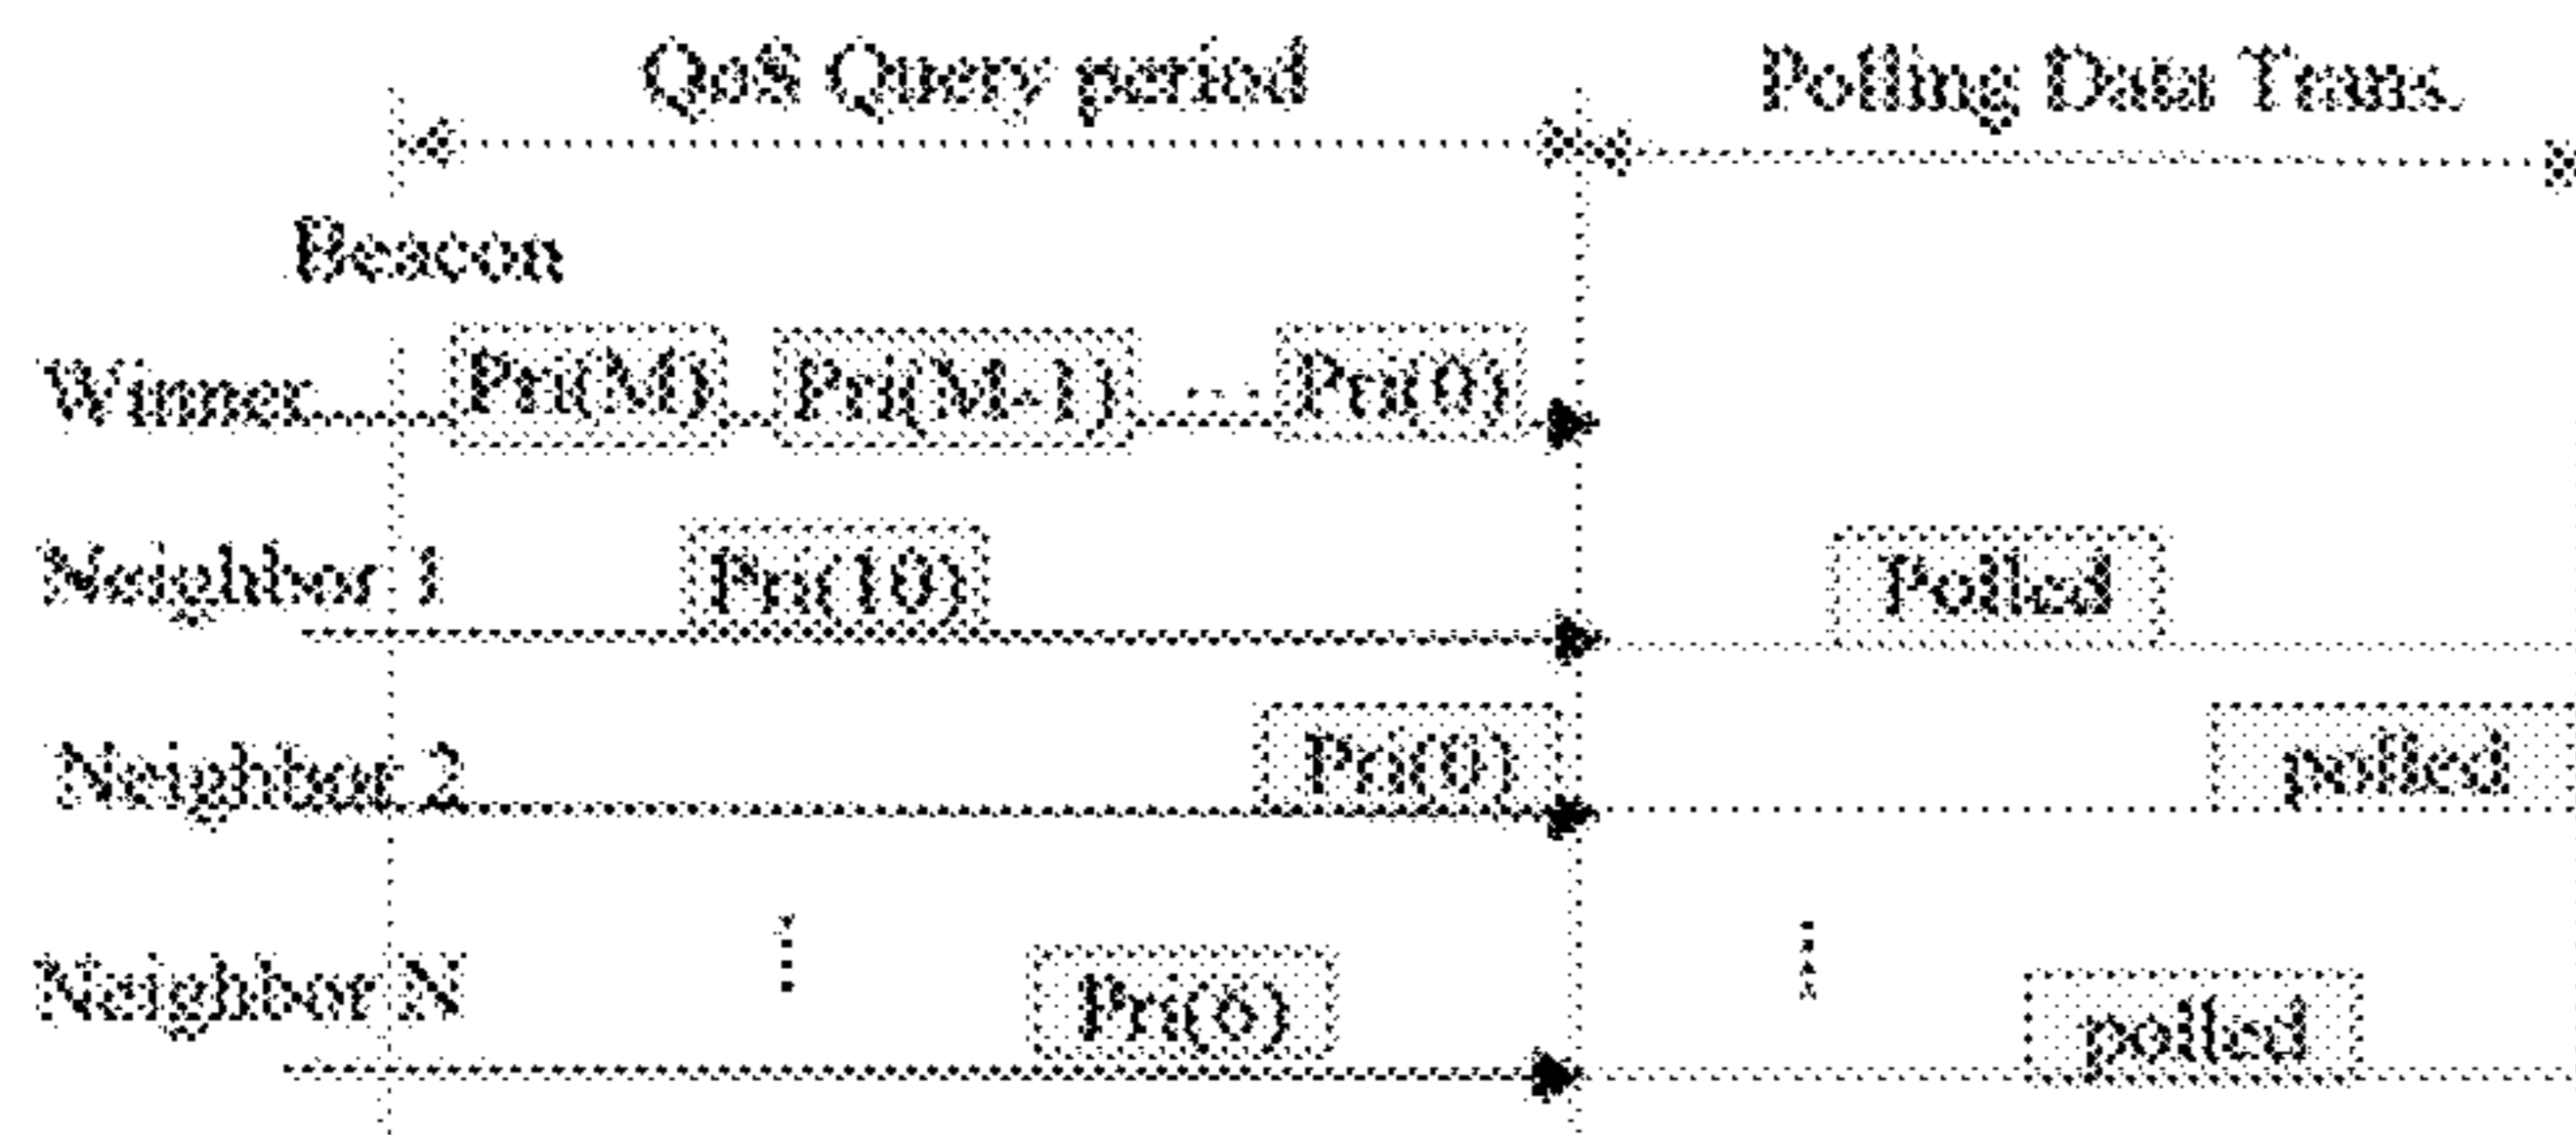 QoS Query period Polling Data Trans.
Beacon
Winner Pri(M) Pri(M-1) ... Pri(0)
Neighbor 1 Pri(10) Polled
Neighbor 2 Pri(0) polled
Neighbor N Pri(6) polled